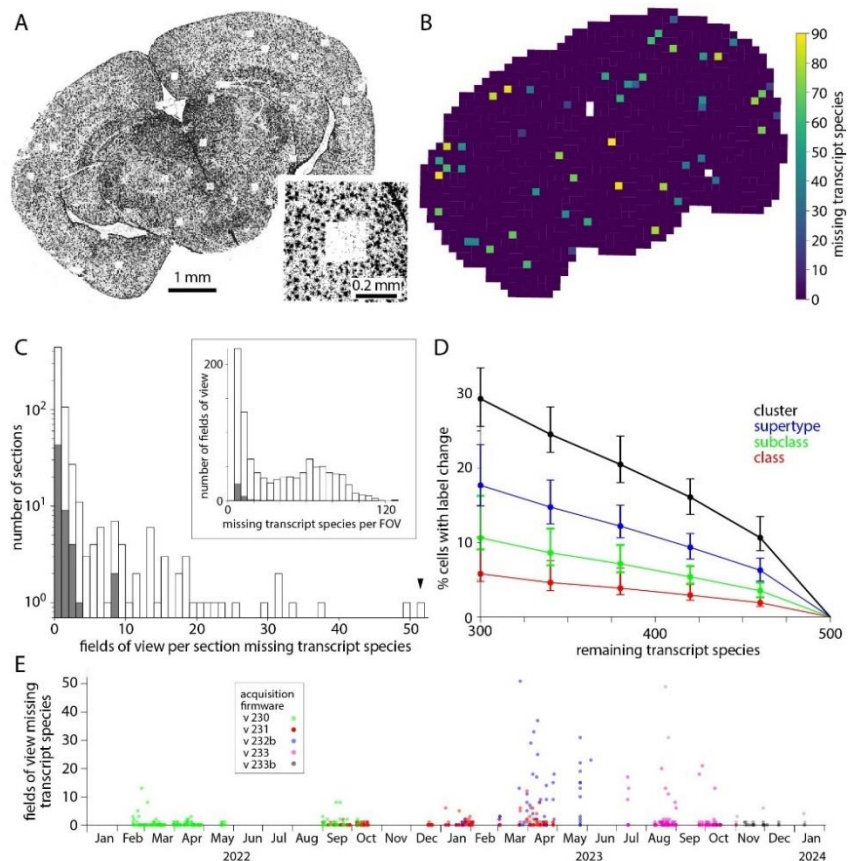 A
1 mm
0.2 mm
B
90
80
70
60
50
40
30
20
10
0
missing transcript species
C
number of sections
10²
10¹
10⁰
0 10 20 30 40 50
fields of view per section missing transcript species
number of fields of view
200
0 120
missing transcript species per FOV
D
% cells with label change
30
20
10
0
300 400 500
remaining transcript species
cluster
supertype
subclass
class
E
fields of view missing
transcript species
50
40
30
20
10
0
acquisition
firmware
v 230
v 231
v 232b
v 233
v 233b
Jan Feb Mar Apr May Jun Jul Aug Sep Oct Nov Dec Jan Feb Mar Apr May Jun Jul Aug Sep Oct Nov Dec Jan
2022 2023 2024